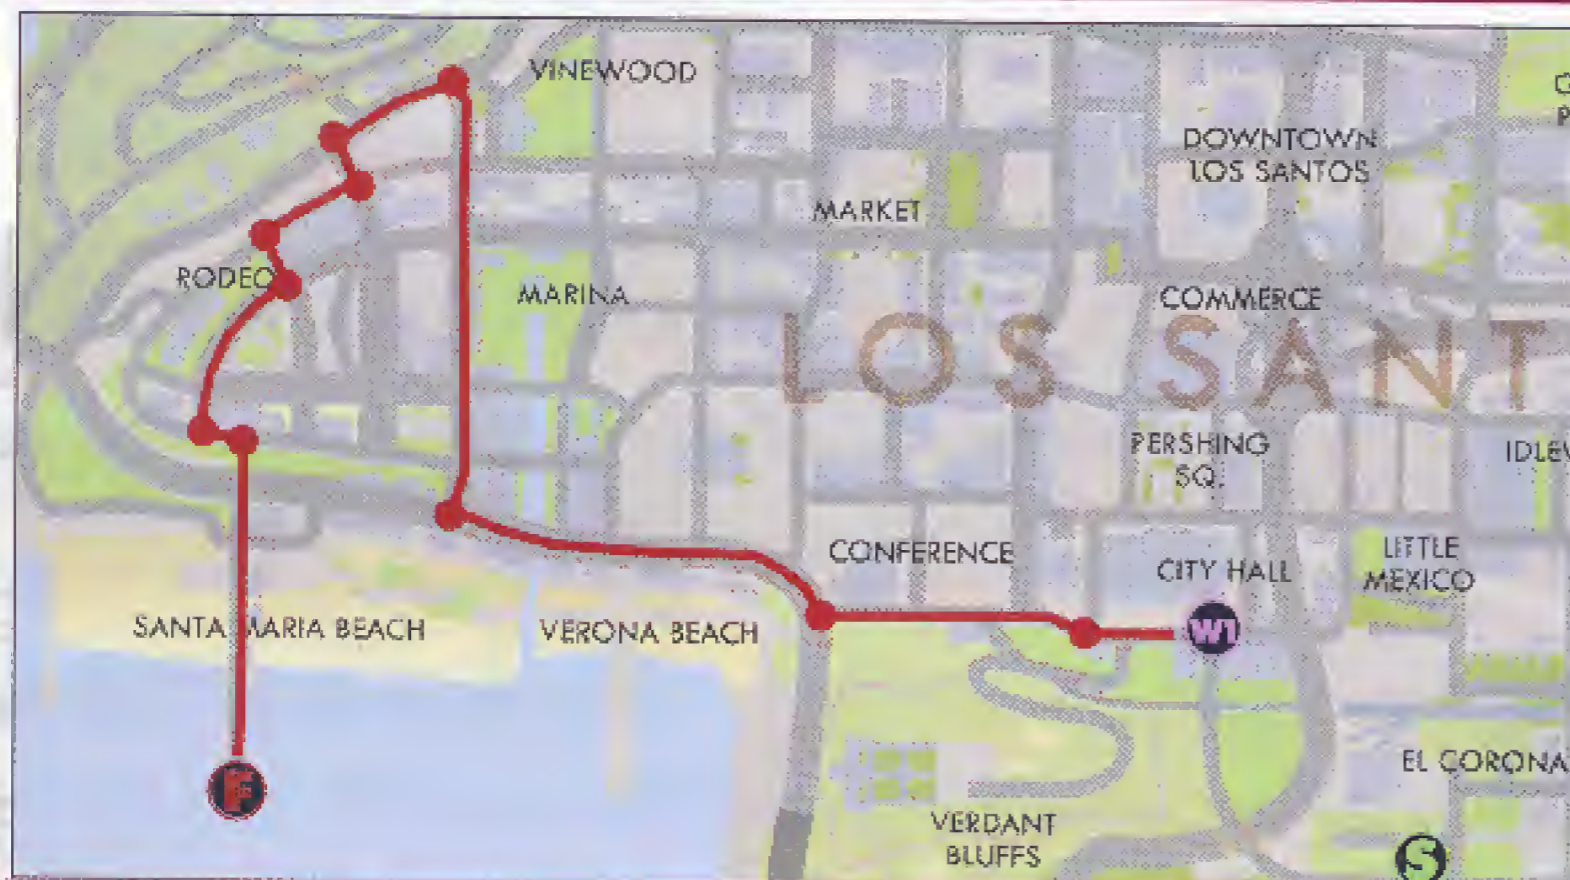 VINEWOOD
DOWNTOWN
LOS SANTOS
MARKET
RODEO
MARINA
COMMERCE
LOS SANT
PERSHING
SQ.
IDLEW
CONFERENCE
CITY HALL
LITTLE
MEXICO
SANTA MARIA BEACH
VERONA BEACH
W1
F
EL CORONA
VERDANT
BLUFFS
S